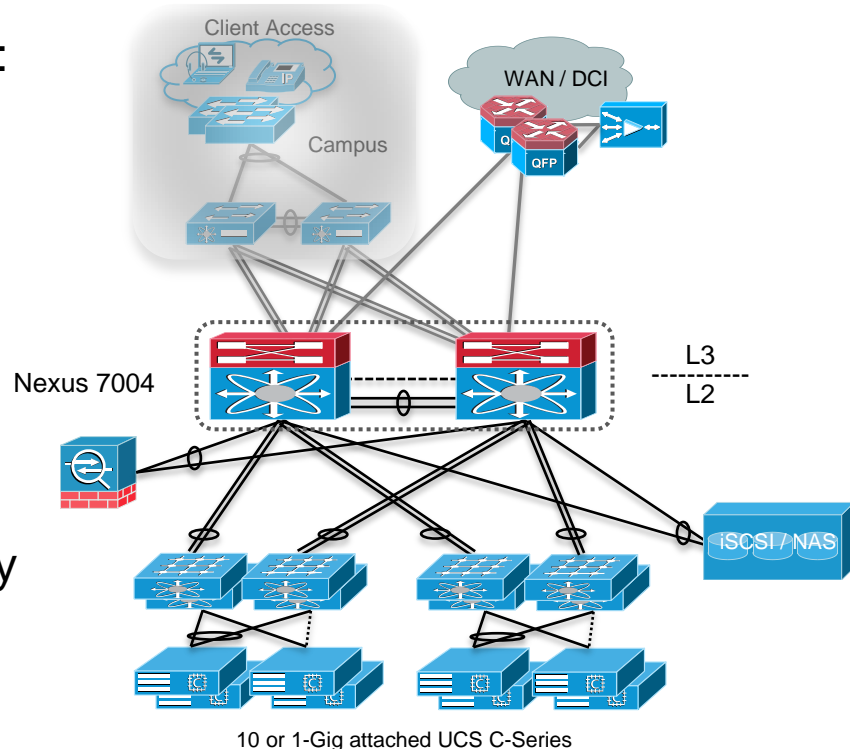 Client Access
:
IP
WAN / DCI
Campus
Q
QFP
L3
Nexus 7004
L2
iSCSI / NAS
y
C
C
C
C
10 or 1-Gig attached UCS C-Series